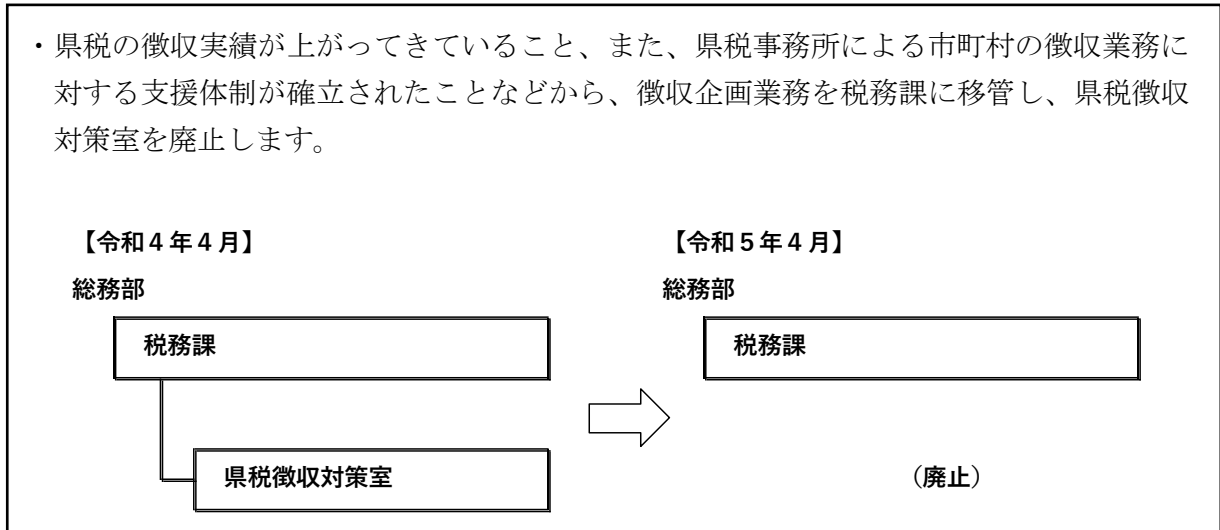 ・県税の徴収実績が上がってきていること、また、県税事務所による市町村の徴収業務に
対する支援体制が確立されたことなどから、徴収企画業務を税務課に移管し、県税徴収
対策室を廃止します。
【令和４年４月】
総務部
税務課
県税徴収対策室
【令和５年４月】
総務部
税務課
（廃止）